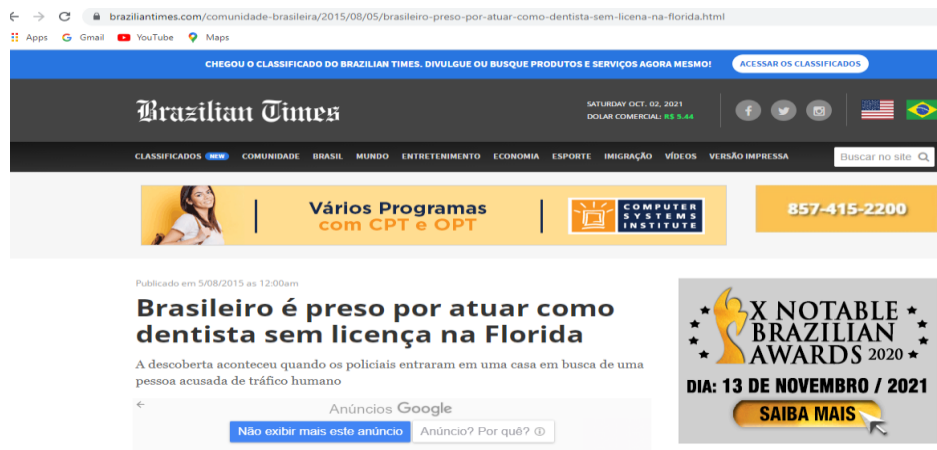 braziliantimes.com/comunidade-brasileira/2015/08/05/brasileiro-preso-por-atuar-como-dentista-sem-licena-na-florida.html
Apps Gmail YouTube Maps
CHEGOU O CLASSIFICADO DO BRAZILIAN TIMES. DIVULGUE OU BUSQUE PRODUTOS E SERVIÇOS AGORA MESMO! ACESSAR OS CLASSIFICADOS
Brazilian Times
SATURDAY OCT. 02, 2021
DOLAR COMERCIAL: R$ 5.44
CLASSIFICADOS NEW COMUNIDADE BRASIL MUNDO ENTRETENIMENTO ECONOMIA ESPORTE IMIGRAÇÃO VÍDEOS VERSÃO IMPRESSA Buscar no site
Vários Programas
com CPT e OPT
COMPUTER
SYSTEMS
INSTITUTE
857-415-2200
Publicado em 5/08/2015 as 12:00am
Brasileiro é preso por atuar como
dentista sem licença na Florida
A descoberta aconteceu quando os policiais entraram em uma casa em busca de uma
pessoa acusada de tráfico humano
Anúncios Google
Não exibir mais este anúncio Anúncio? Por quê?
X NOTABLE
BRAZILIAN
AWARDS 2020
DIA: 13 DE NOVEMBRO / 2021
SAIBA MAIS